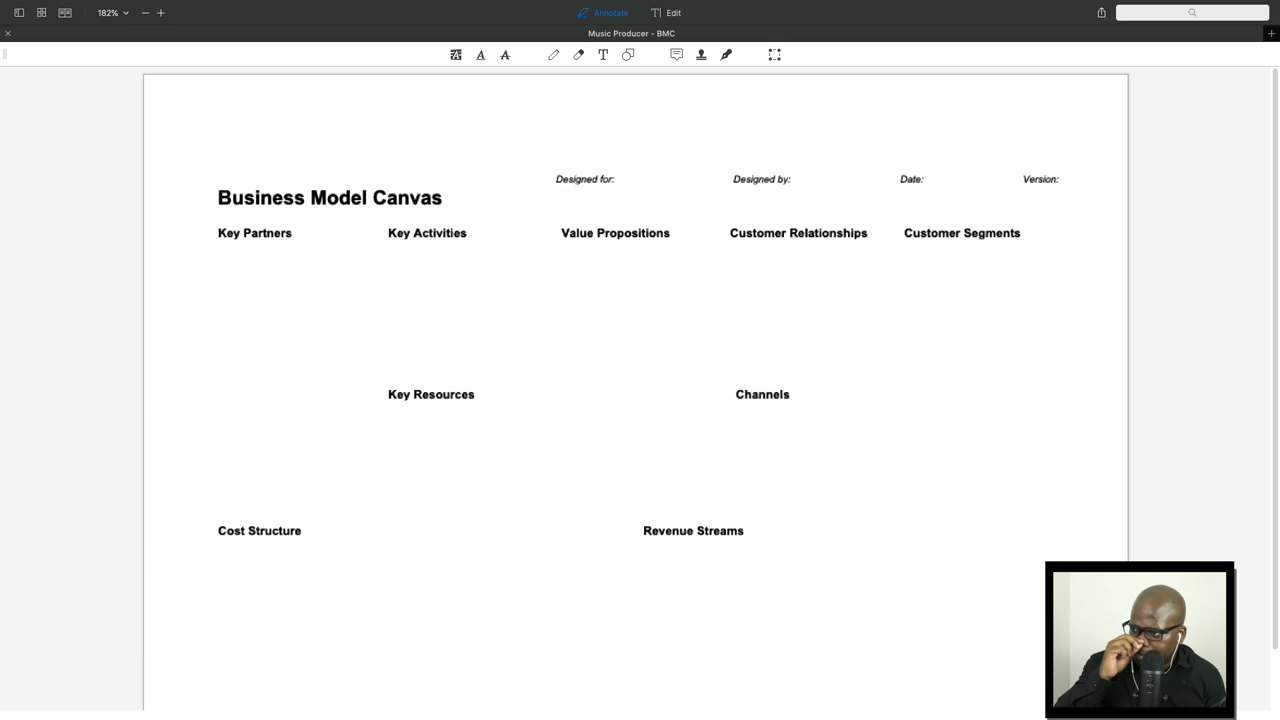 182%
Annotate
Edit
Music Producer - BMC
Designed for:
Designed by:
Date:
Version:
Business Model Canvas
Key Partners
Key Activities
Value Propositions
Customer Relationships
Customer Segments
Key Resources
Channels
Cost Structure
Revenue Streams